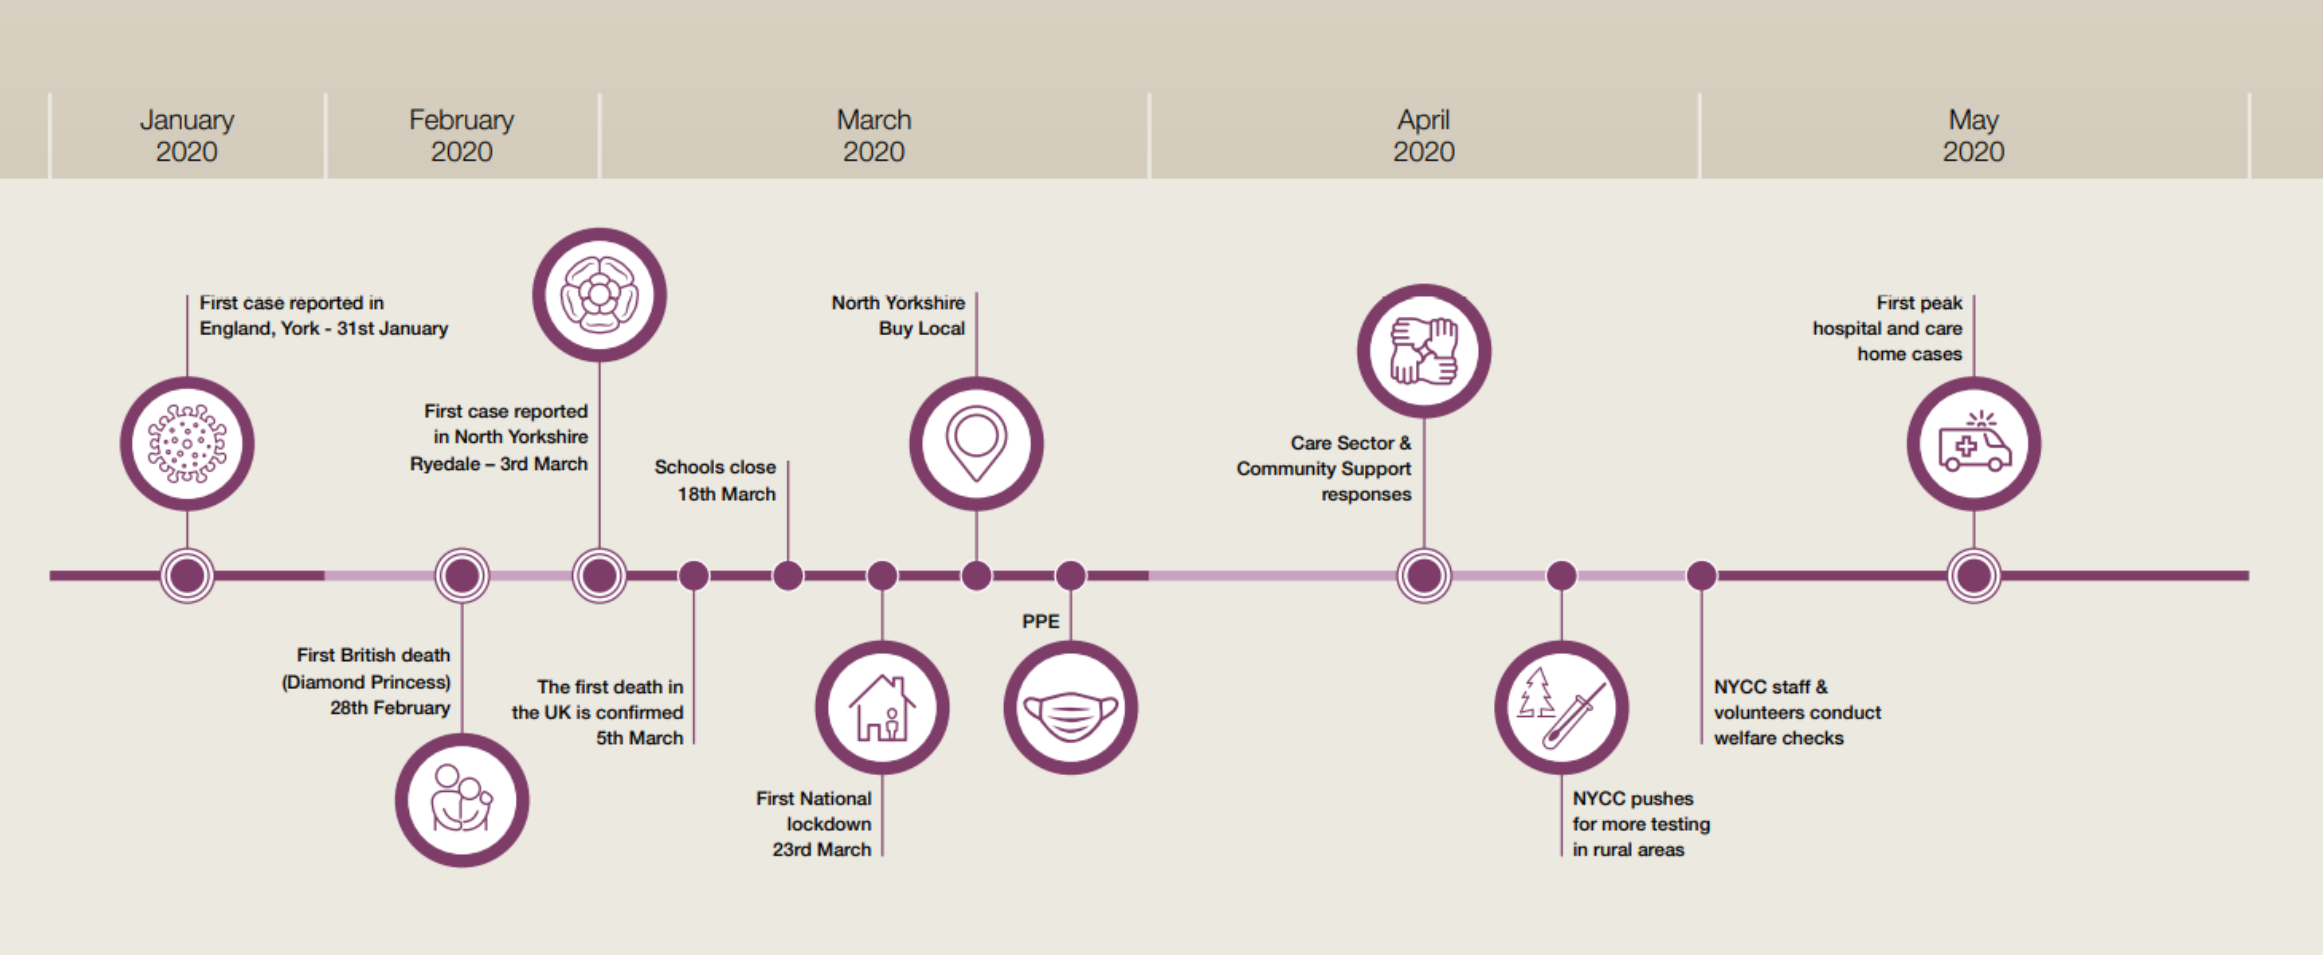 January
2020
February
2020
March
2020
April
2020
May
2020
First case reported in
England, York - 31st January
First British death
(Diamond Princess)
28th February
First case reported
in North Yorkshire
Ryedale – 3rd March
The first death in
the UK is confirmed
5th March
Schools close
18th March
First National
lockdown
23rd March
North Yorkshire
Buy Local
PPE
Care Sector &
Community Support
responses
NYCC pushes
for more testing
in rural areas
NYCC staff &
volunteers conduct
welfare checks
First peak
hospital and care
home cases